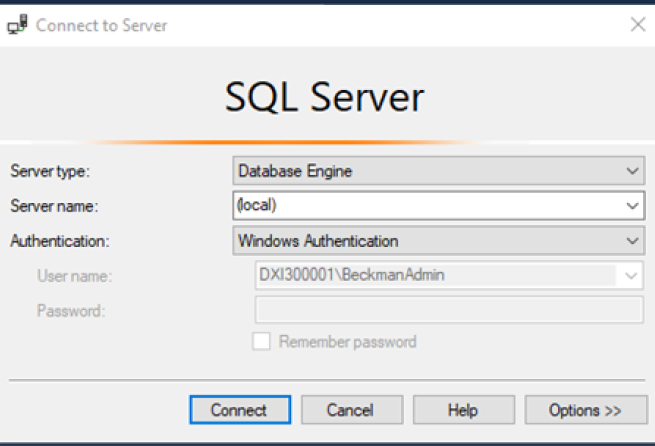 Connect to Server
SQL Server
Server type: Database Engine
Server name: (local)
Authentication: Windows Authentication
User name: DXI300001\BeckmanAdmin
Password:
Remember password
Connect Cancel Help Options >>